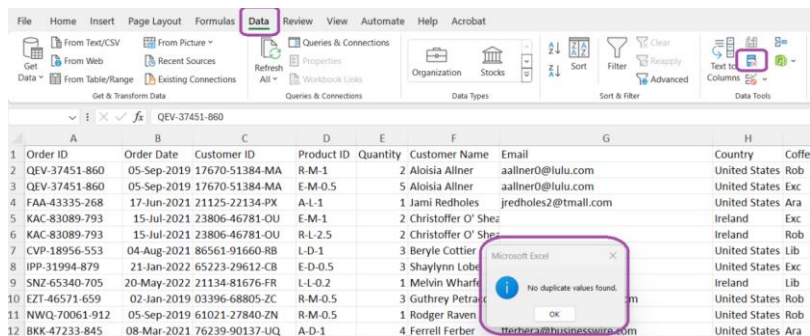 File Home Insert Page Layout Formulas Data Review View Automate Help Acrobat
From Text/CSV From Picture Queries & Connections Clear
Get Data From Web Recent Sources Refresh All Properties Organization Stocks Sort Filter Reapply Text to Columns
From Table/Range Existing Connections Workbook Links Advanced
Get & Transform Data Queries & Connections Data Types Sort & Filter Data Tools
fx QEV-37451-860
A B C D E F G H
1 Order ID Order Date Customer ID Product ID Quantity Customer Name Email Country Coffe
2 QEV-37451-860 05-Sep-2019 17670-51384-MA R-M-1 2 Aloisia Allner aallner0@lulu.com United States Rob
3 QEV-37451-860 05-Sep-2019 17670-51384-MA E-M-0.5 5 Aloisia Allner aallner0@lulu.com United States Exc
4 FAA-43335-268 17-Jun-2021 21125-22134-PX A-L-1 1 Jami Redholes jredholes2@tmall.com United States Ara
5 KAC-83089-793 15-Jul-2021 23806-46781-OU E-M-1 2 Christoffer O' Shea Ireland Exc
6 KAC-83089-793 15-Jul-2021 23806-46781-OU R-L-2.5 2 Christoffer O' She Ireland Rob
7 CVP-18956-553 04-Aug-2021 86561-91660-RB L-D-1 3 Beryle Cottier United States Lib
8 IPP-31994-879 21-Jan-2022 65223-29612-CB E-D-0.5 3 Shaylynn Lobe United States Exc
9 SNZ-65340-705 20-May-2022 21134-81676-FR L-L-0.2 1 Melvin Wharfe Ireland Lib
10 EZT-46571-659 02-Jan-2019 03396-68805-ZC R-M-0.5 3 Guthrey Petra m United States Rob
11 NWQ-70061-912 05-Sep-2019 61021-27840-ZN R-M-0.5 1 Rodger Raven United States Rob
12 BKK-47233-845 08-Mar-2021 76239-90137-UQ A-D-1 4 Ferrell Ferber fferbera@businesswire.com United States Ara
Microsoft Excel
No duplicate values found.
OK